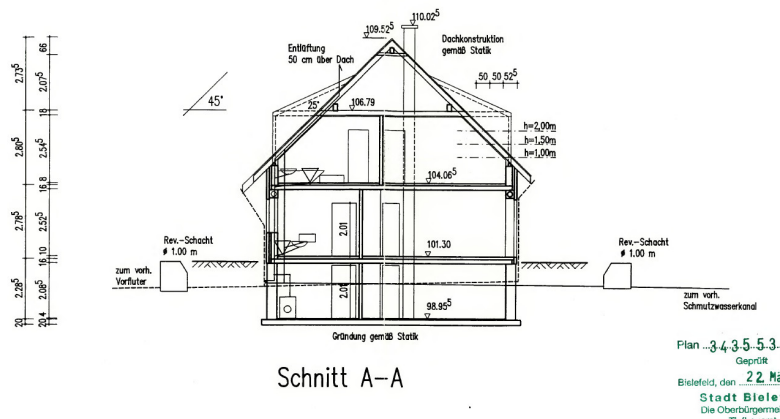 110.02⁵
109.52⁵
Entlüftung
50 cm über Dach
Dachkonstruktion
gemäß Statik
50 50 52⁵
45°
25°
106.79
h=2,00m
h=1,50m
h=1,00m
104.06⁵
2.01
101.30
2.01
98.95⁵
2.73⁵
66
2.07⁵
18
2.80⁵
2.54⁵
16.8
2.78⁵
2.52⁵
16.10
2.28⁵
2.08⁵
20
20.4
Rev.-Schacht
ø 1.00 m
zum vorh.
Vorfluter
Rev.-Schacht
ø 1.00 m
zum vorh.
Schmutzwasserkanal
Gründung gemäß Statik
Schnitt A-A
Plan 343553
Geprüft
Bielefeld, den 22 Mä
Stadt Biele
Die Oberbürgerme